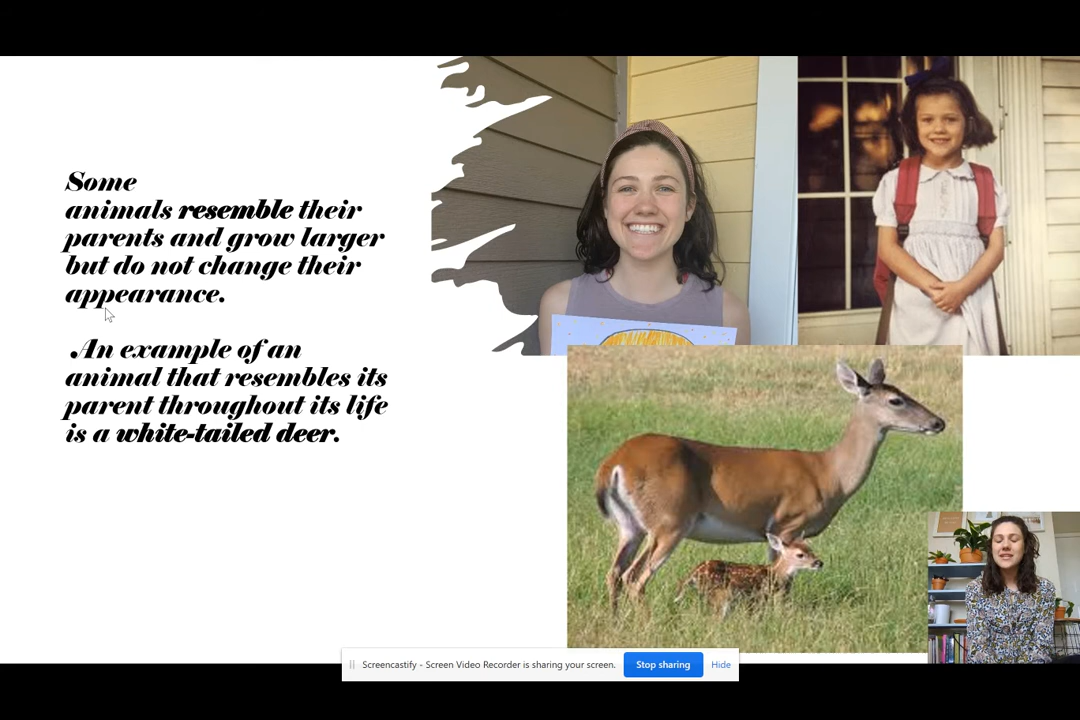 Some
animals resemble their
parents and grow larger
but do not change their
appearance.
.An example of an
animal that resembles its
parent throughout its life
is a white-tailed deer.
Screencastify - Screen Video Recorder is sharing your screen. Stop sharing Hide